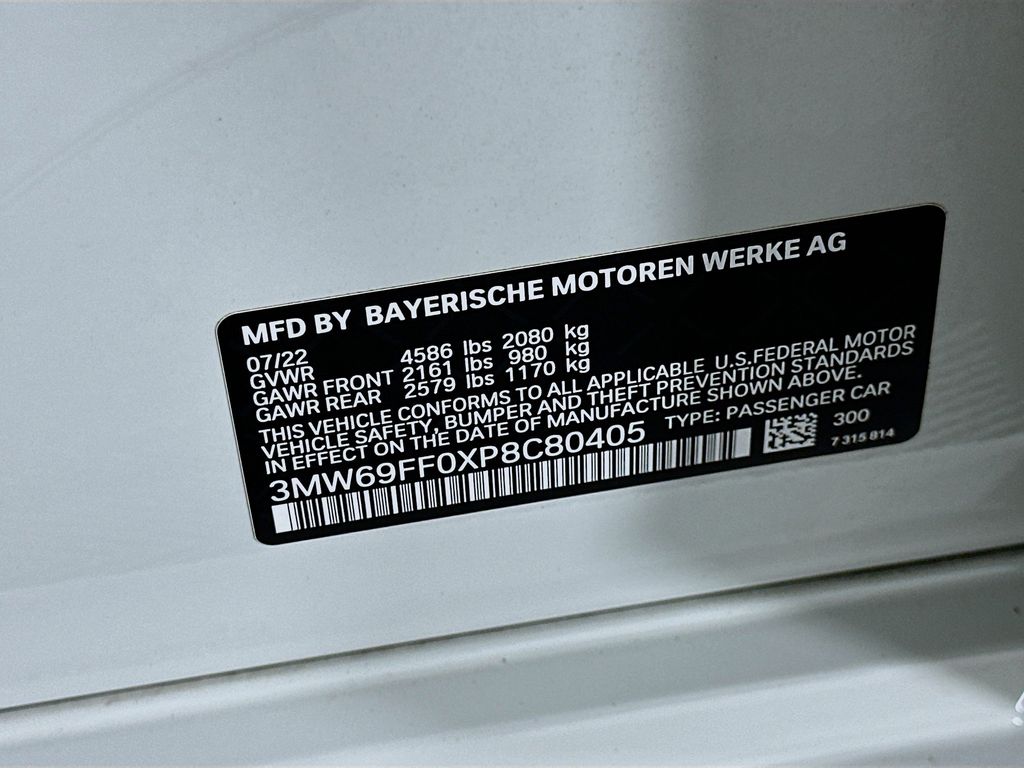 MFD BY BAYERISCHE MOTOREN WERKE AG
07/22
GVWR 4586 lbs 2080 kg
GAWR FRONT 2161 lbs 980 kg
GAWR REAR 2579 lbs 1170 kg
THIS VEHICLE CONFORMS TO ALL APPLICABLE U.S.FEDERAL MOTOR
VEHICLE SAFETY, BUMPER AND THEFT PREVENTION STANDARDS
IN EFFECT ON THE DATE OF MANUFACTURE SHOWN ABOVE.
3MW69FF0XP8C80405 TYPE: PASSENGER CAR
300
7 315 814